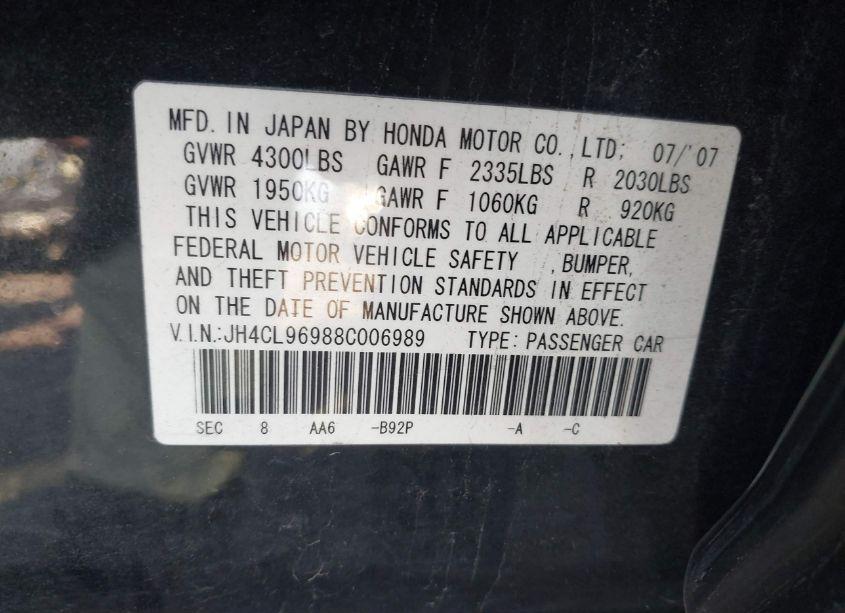 MFD. IN JAPAN BY HONDA MOTOR CO.,LTD; 07/'07
GVWR 4300LBS GAWR F 2335LBS R 2030LBS
GVWR 1950KG GAWR F 1060KG R 920KG
THIS VEHICLE CONFORMS TO ALL APPLICABLE
FEDERAL MOTOR VEHICLE SAFETY , BUMPER,
AND THEFT PREVENTION STANDARDS IN EFFECT
ON THE DATE OF MANUFACTURE SHOWN ABOVE.
V.I.N.:JH4CL96988C006989 TYPE: PASSENGER CAR
SEC 8 AA6 -B92P -A -C